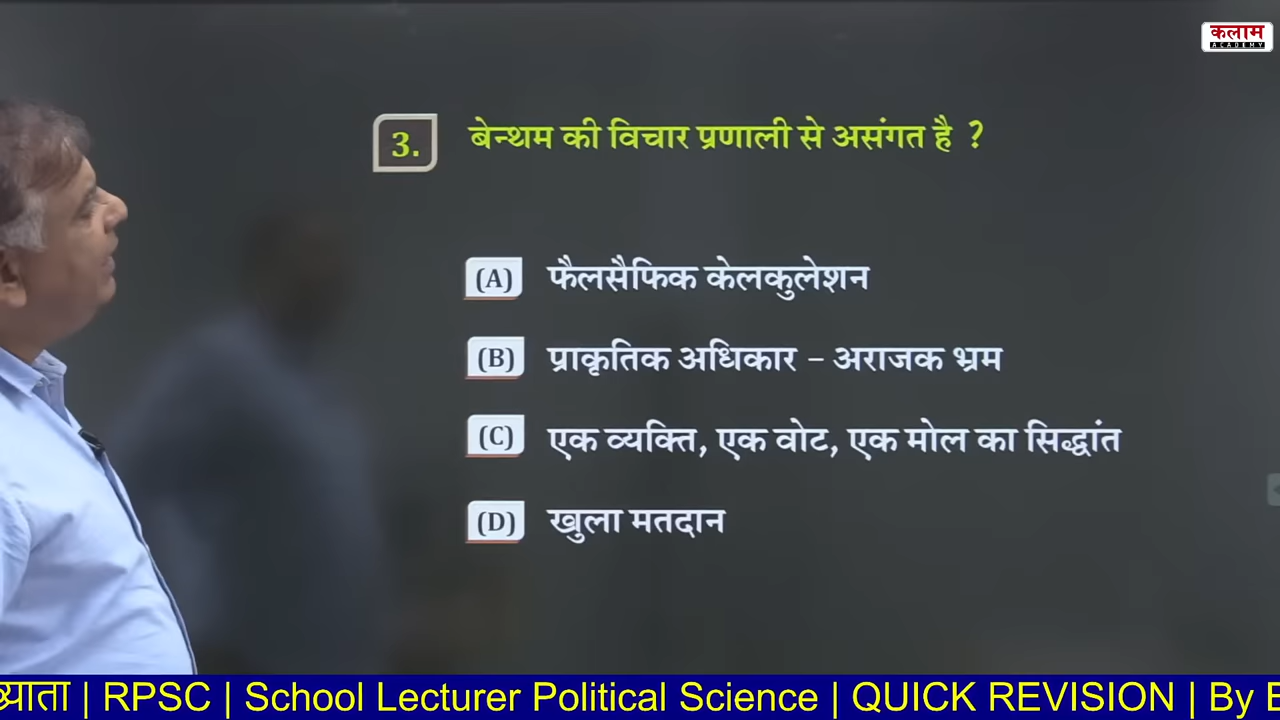 कलाम
ACADEMY
3. बेन्थम की विचार प्रणाली से असंगत है ?
(A) फैलसैफिक केलकुलेशन
(B) प्राकृतिक अधिकार – अराजक भ्रम
(C) एक व्यक्ति, एक वोट, एक मोल का सिद्धांत
(D) खुला मतदान
| RPSC | School Lecturer Political Science | QUICK REVISION | By